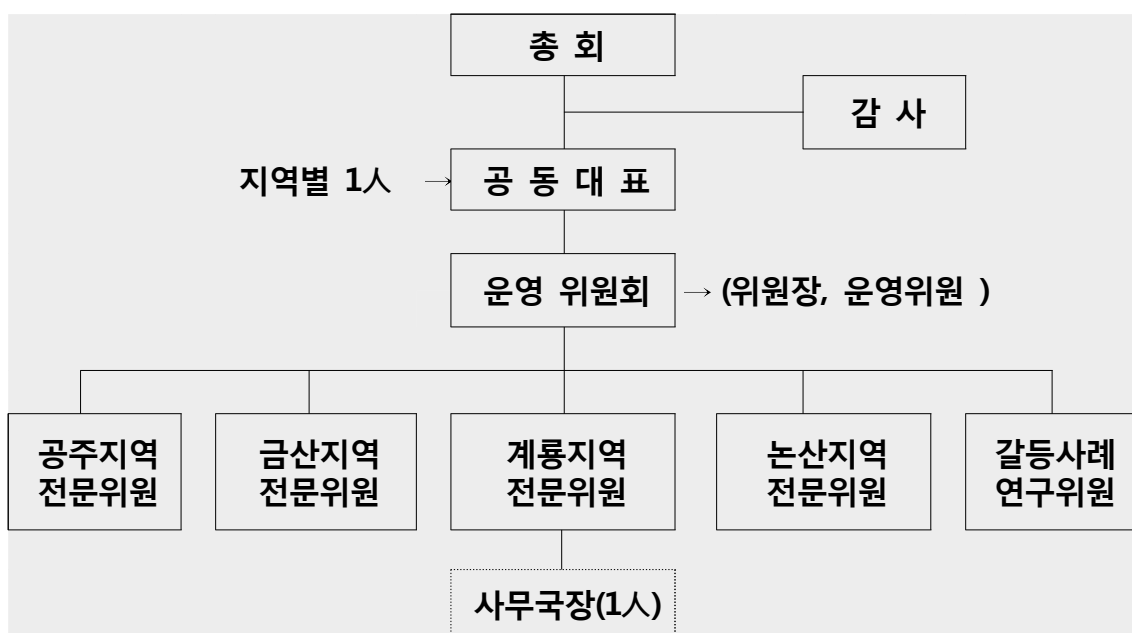 총 회
감 사
지역별 1人 → 공 동 대 표
운영 위원회 → (위원장, 운영위원 )
공주지역
전문위원
금산지역
전문위원
계룡지역
전문위원
논산지역
전문위원
갈등사례
연구위원
사무국장(1人)